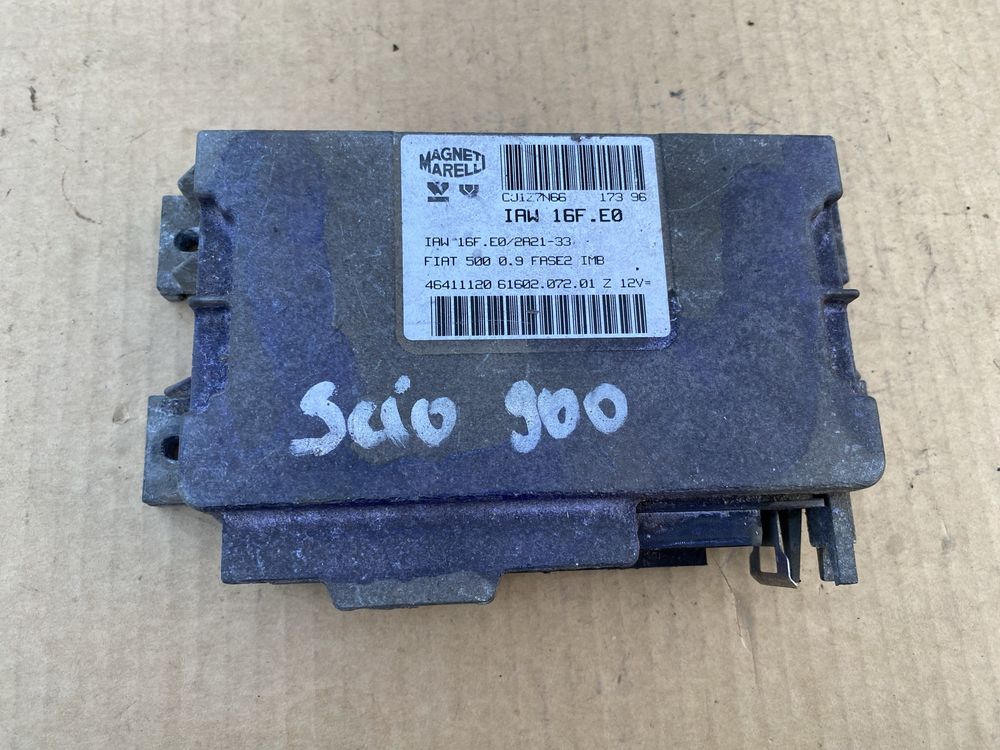 MAGNETI
MARELLI
CJ1Z7N66 173 96
IAW 16F.E0
IAW 16F.E0/2A21-33
FIAT 500 0.9 FASE2 IMB
46411120 61602.072.01 Z 12V=
Scio 900